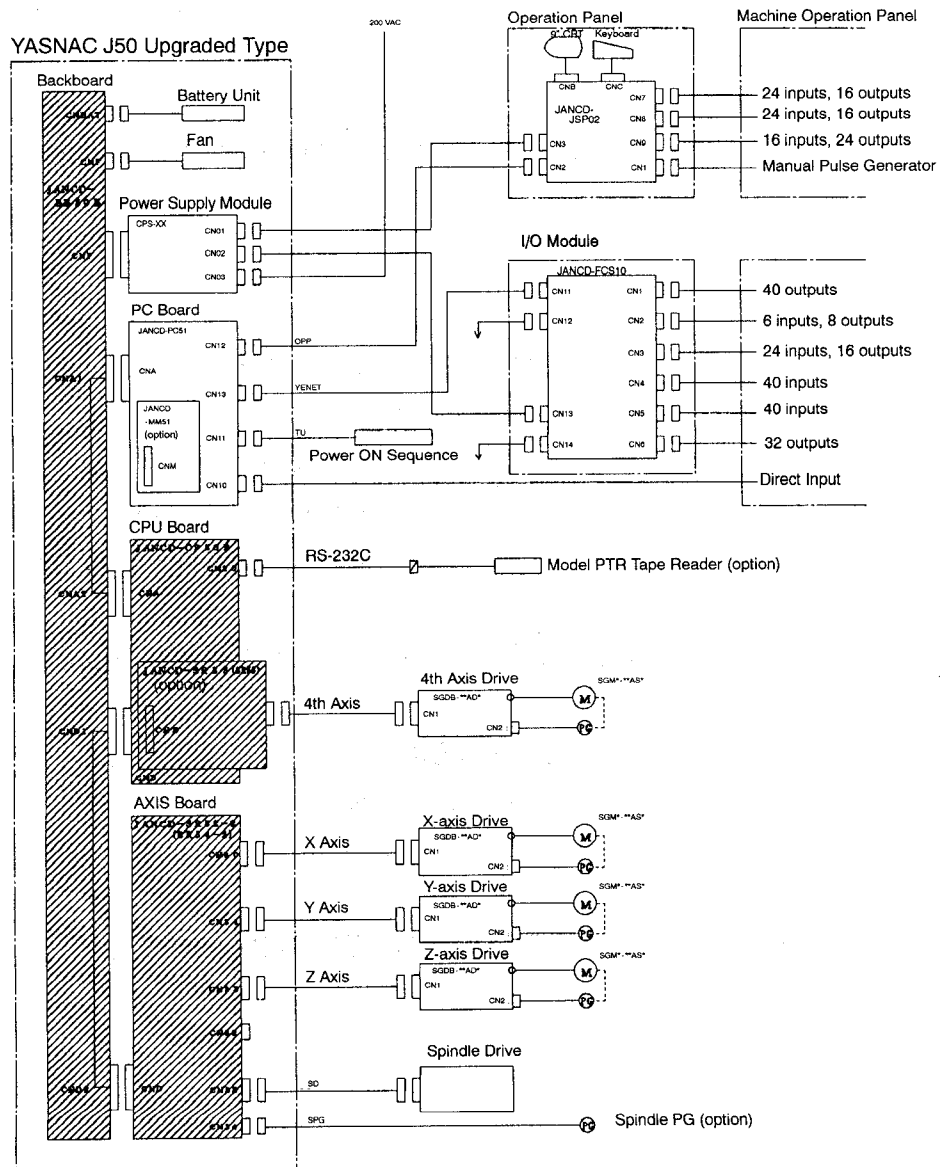 200 VAC
Operation Panel
Machine Operation Panel
YASNAC J50 Upgraded Type
9" CRT Keyboard
Backboard
CNB CNC
Battery Unit
CN7
24 inputs, 16 outputs
JANCD-
JSP02
24 inputs, 16 outputs
Fan
CN3
CN9
16 inputs, 24 outputs
CN2
CN1
Manual Pulse Generator
Power Supply Module
CPS-XX
CN01
CN02
CN03
I/O Module
JANCD-FCS10
CN11
CN1
40 outputs
PC Board
JANCD-PC51
CN12
CN2
6 inputs, 8 outputs
CN12
OPP
CN3
24 inputs, 16 outputs
CNA
CN4
40 inputs
CN13
YENET
JANCD
-MM51
(option)
CN13
CN5
40 inputs
CN11
TU
CN14
CN6
32 outputs
Power ON Sequence
CNM
CN10
Direct Input
CPU Board
RS-232C
Model PTR Tape Reader (option)
(option)
4th Axis
4th Axis Drive
SGDB-**AD*
CN1
CN2
M
SGM*-**AS*
PG
AXIS Board
X Axis
X-axis Drive
SGDB-**AD*
CN1
CN2
M
SGM*-**AS*
PG
Y Axis
Y-axis Drive
SGDB-**AD*
CN1
CN2
M
SGM*-**AS*
PG
Z Axis
Z-axis Drive
SGDB-**AD*
CN1
CN2
M
SGM*-**AS*
PG
Spindle Drive
SD
SPG
PG
Spindle PG (option)